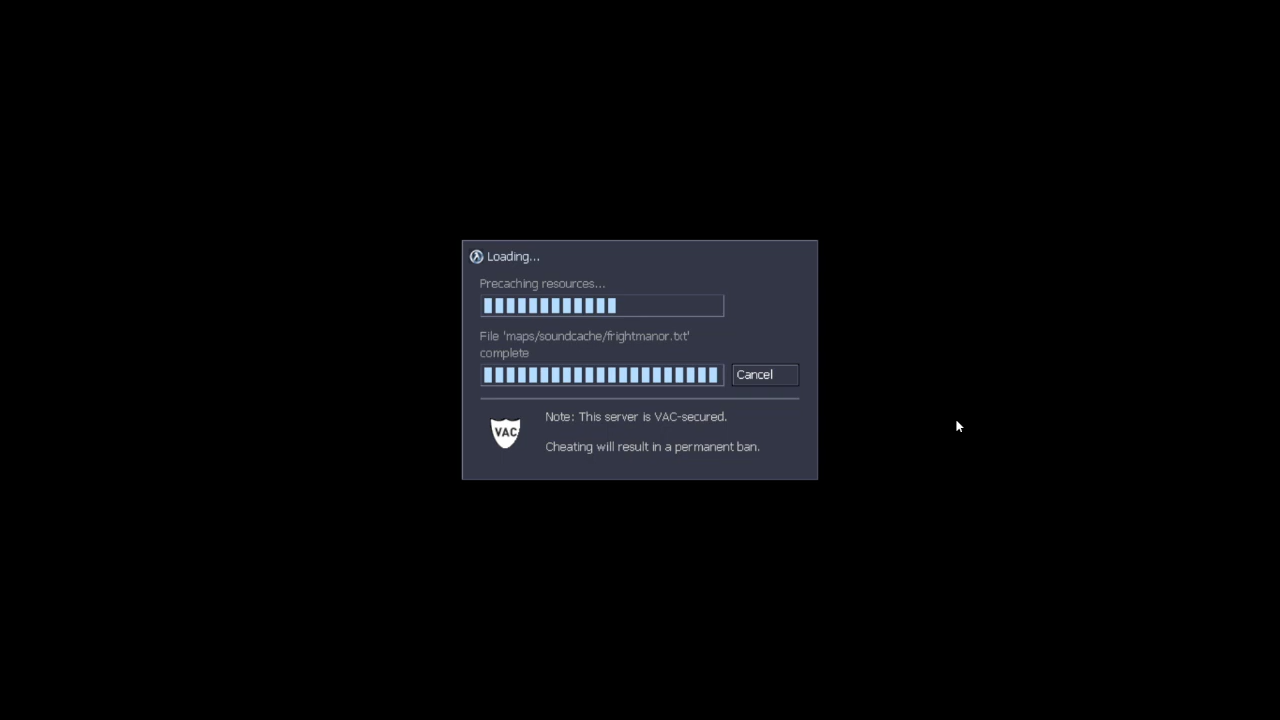 Loading...
Precaching resources...
File 'maps/soundcache/frightmanor.txt'
complete
Cancel
VAC
Note: This server is VAC-secured.
Cheating will result in a permanent ban.